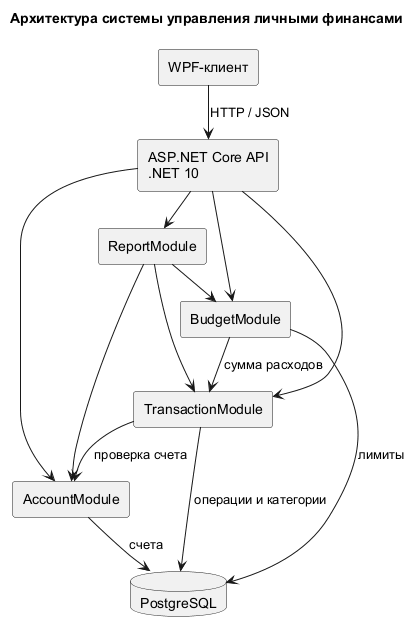 Архитектура системы управления личными финансами
WPF-клиент
HTTP / JSON
ASP.NET Core API
.NET 10
ReportModule
BudgetModule
сумма расходов
TransactionModule
проверка счета
лимиты
AccountModule
операции и категории
счета
PostgreSQL